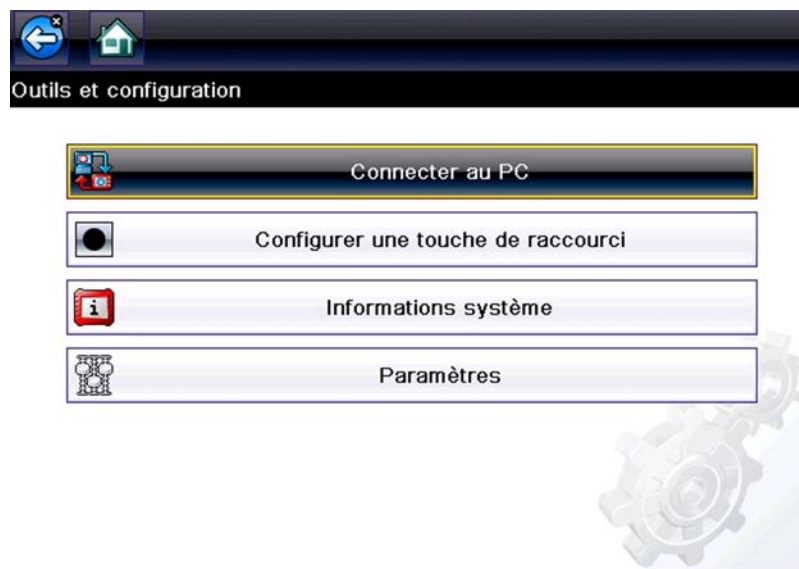 Outils et configuration
Connecter au PC
Configurer une touche de raccourci
i Informations système
Paramètres